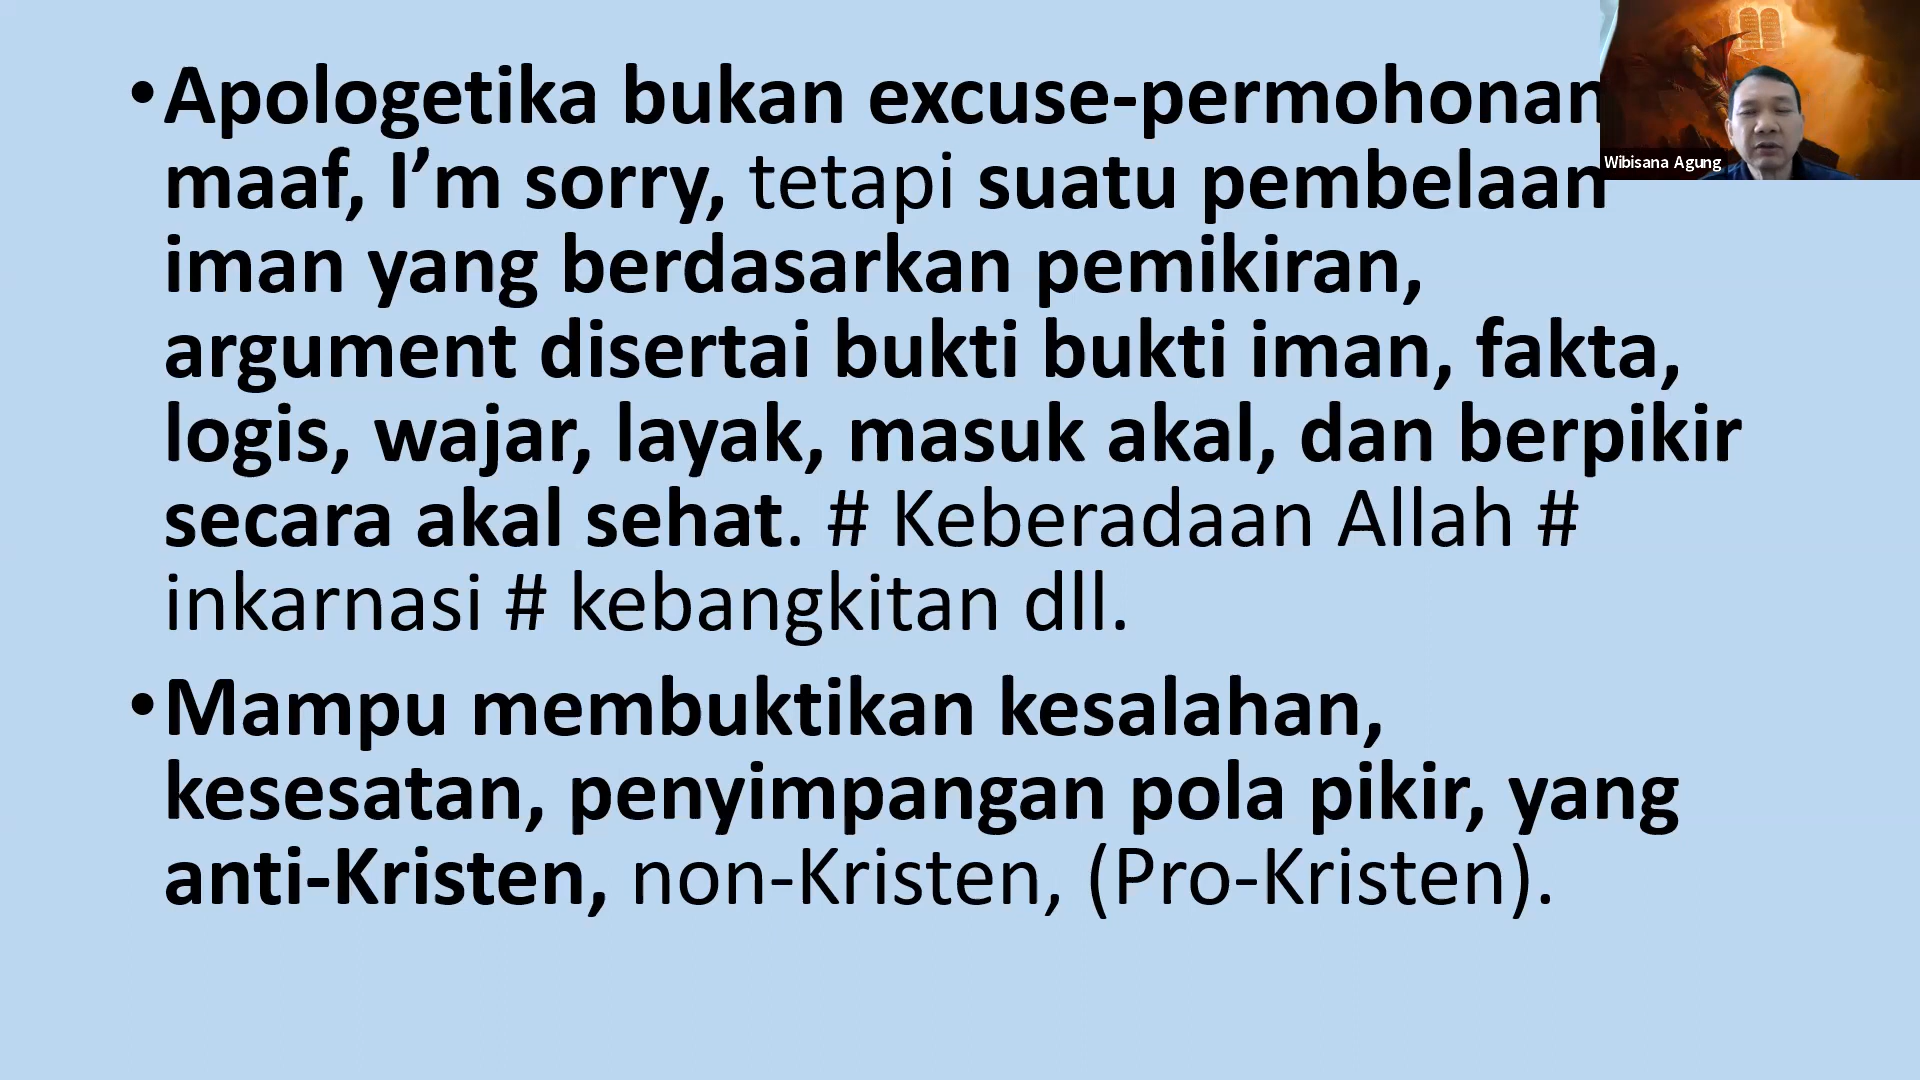 •Apologetika bukan excuse-permohonan
maaf, I’m sorry, tetapi suatu pembelaan
iman yang berdasarkan pemikiran,
argument disertai bukti bukti iman, fakta,
logis, wajar, layak, masuk akal, dan berpikir
secara akal sehat. # Keberadaan Allah #
inkarnasi # kebangkitan dll.
•Mampu membuktikan kesalahan,
kesesatan, penyimpangan pola pikir, yang
anti-Kristen, non-Kristen, (Pro-Kristen).
Wibisana Agung